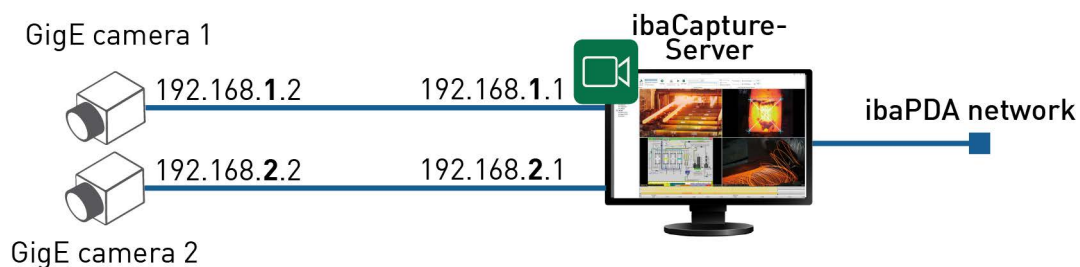 GigE camera 1
192.168.1.2
192.168.1.1
ibaCapture-
Server
ibaPDA network
192.168.2.2
192.168.2.1
GigE camera 2